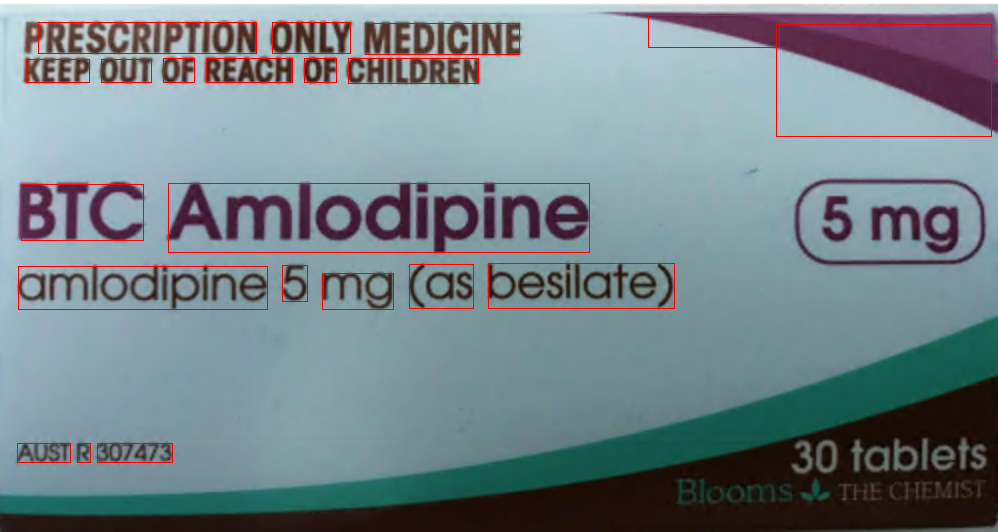 PRESCRIPTION ONLY MEDICINE
KEEP OUT OF REACH OF CHILDREN
BTC Amlodipine
5 mg
amlodipine 5 mg (as besilate)
AUST R 307473
30 tablets
Blooms THE CHEMIST